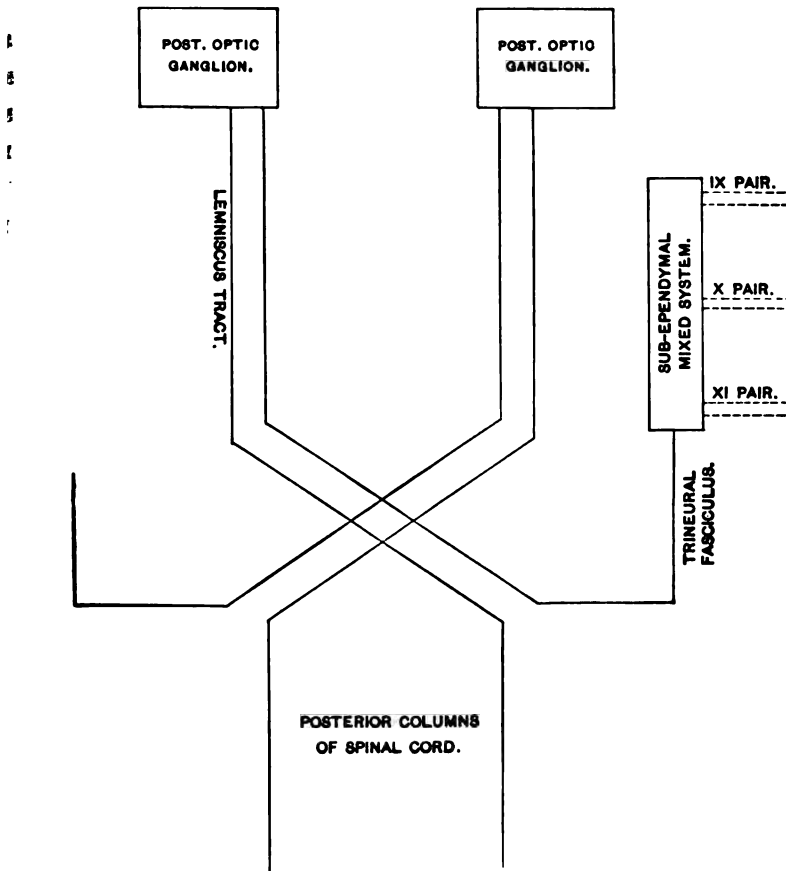 POST. OPTIC
GANGLION.
POST. OPTIC
GANGLION.
LEMNISCUS TRACT.
SUB-EPENDYMAL
MIXED SYSTEM.
IX PAIR.
X PAIR.
XI PAIR.
TRINEURAL
FASCICULUS.
POSTERIOR COLUMNS
OF SPINAL CORD.